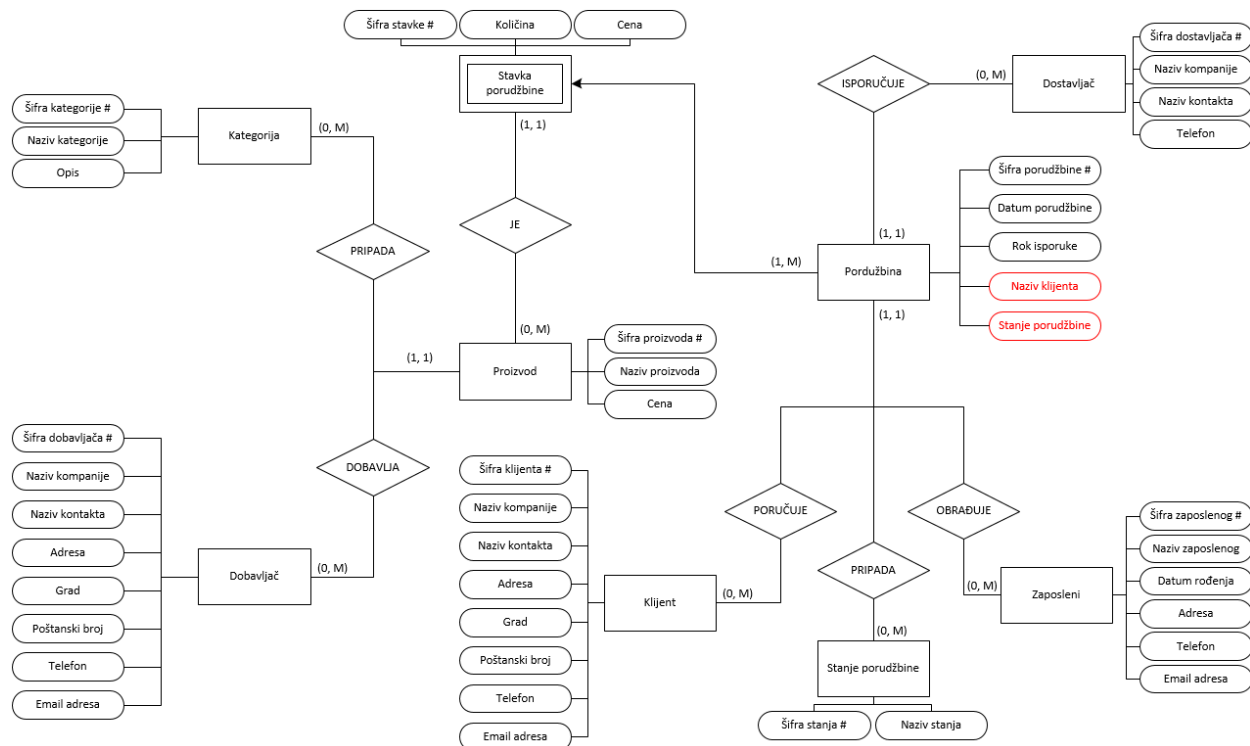 Šifra stavke #
Količina
Cena
Stavka
porudžbine
(1, 1)
ISPORUČUJE
(0, M)
Dostavljač
Šifra dostavljača #
Naziv kompanije
Naziv kontakta
Telefon
Šifra kategorije #
Naziv kategorije
Opis
Kategorija
(0, M)
PRIPADA
JE
(0, M)
(1, 1)
Proizvod
Šifra proizvoda #
Naziv proizvoda
Cena
(1, M)
(1, 1)
Pordužbina
(1, 1)
Šifra porudžbine #
Datum porudžbine
Rok isporuke
Naziv klijenta
Stanje porudžbine
Šifra dobavljača #
Naziv kompanije
Naziv kontakta
Adresa
Grad
Poštanski broj
Telefon
Email adresa
Dobavljač
(0, M)
DOBAVLJA
Šifra klijenta #
Naziv kompanije
Naziv kontakta
Adresa
Grad
Poštanski broj
Telefon
Email adresa
Klijent
(0, M)
PORUČUJE
PRIPADA
(0, M)
Stanje porudžbine
Šifra stanja #
Naziv stanja
OBRAĐUJE
(0, M)
Zaposleni
Šifra zaposlenog #
Naziv zaposlenog
Datum rođenja
Adresa
Telefon
Email adresa